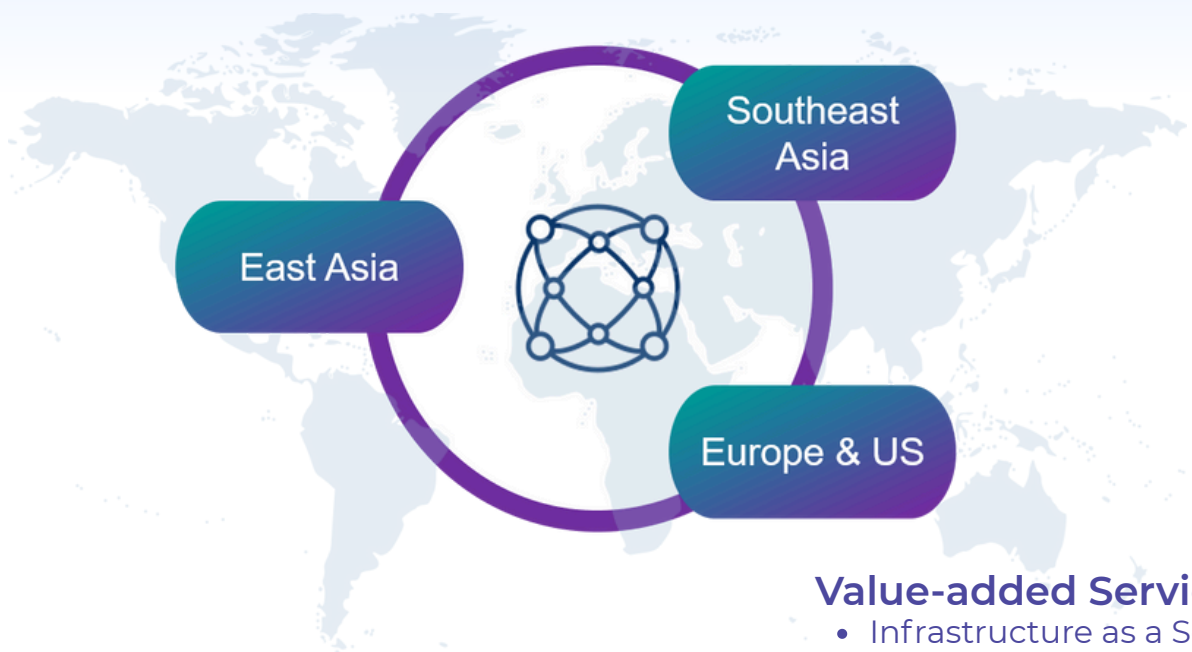 Southeast
Asia
East Asia
Europe & US
Value-added Servi
• Infrastructure as a S